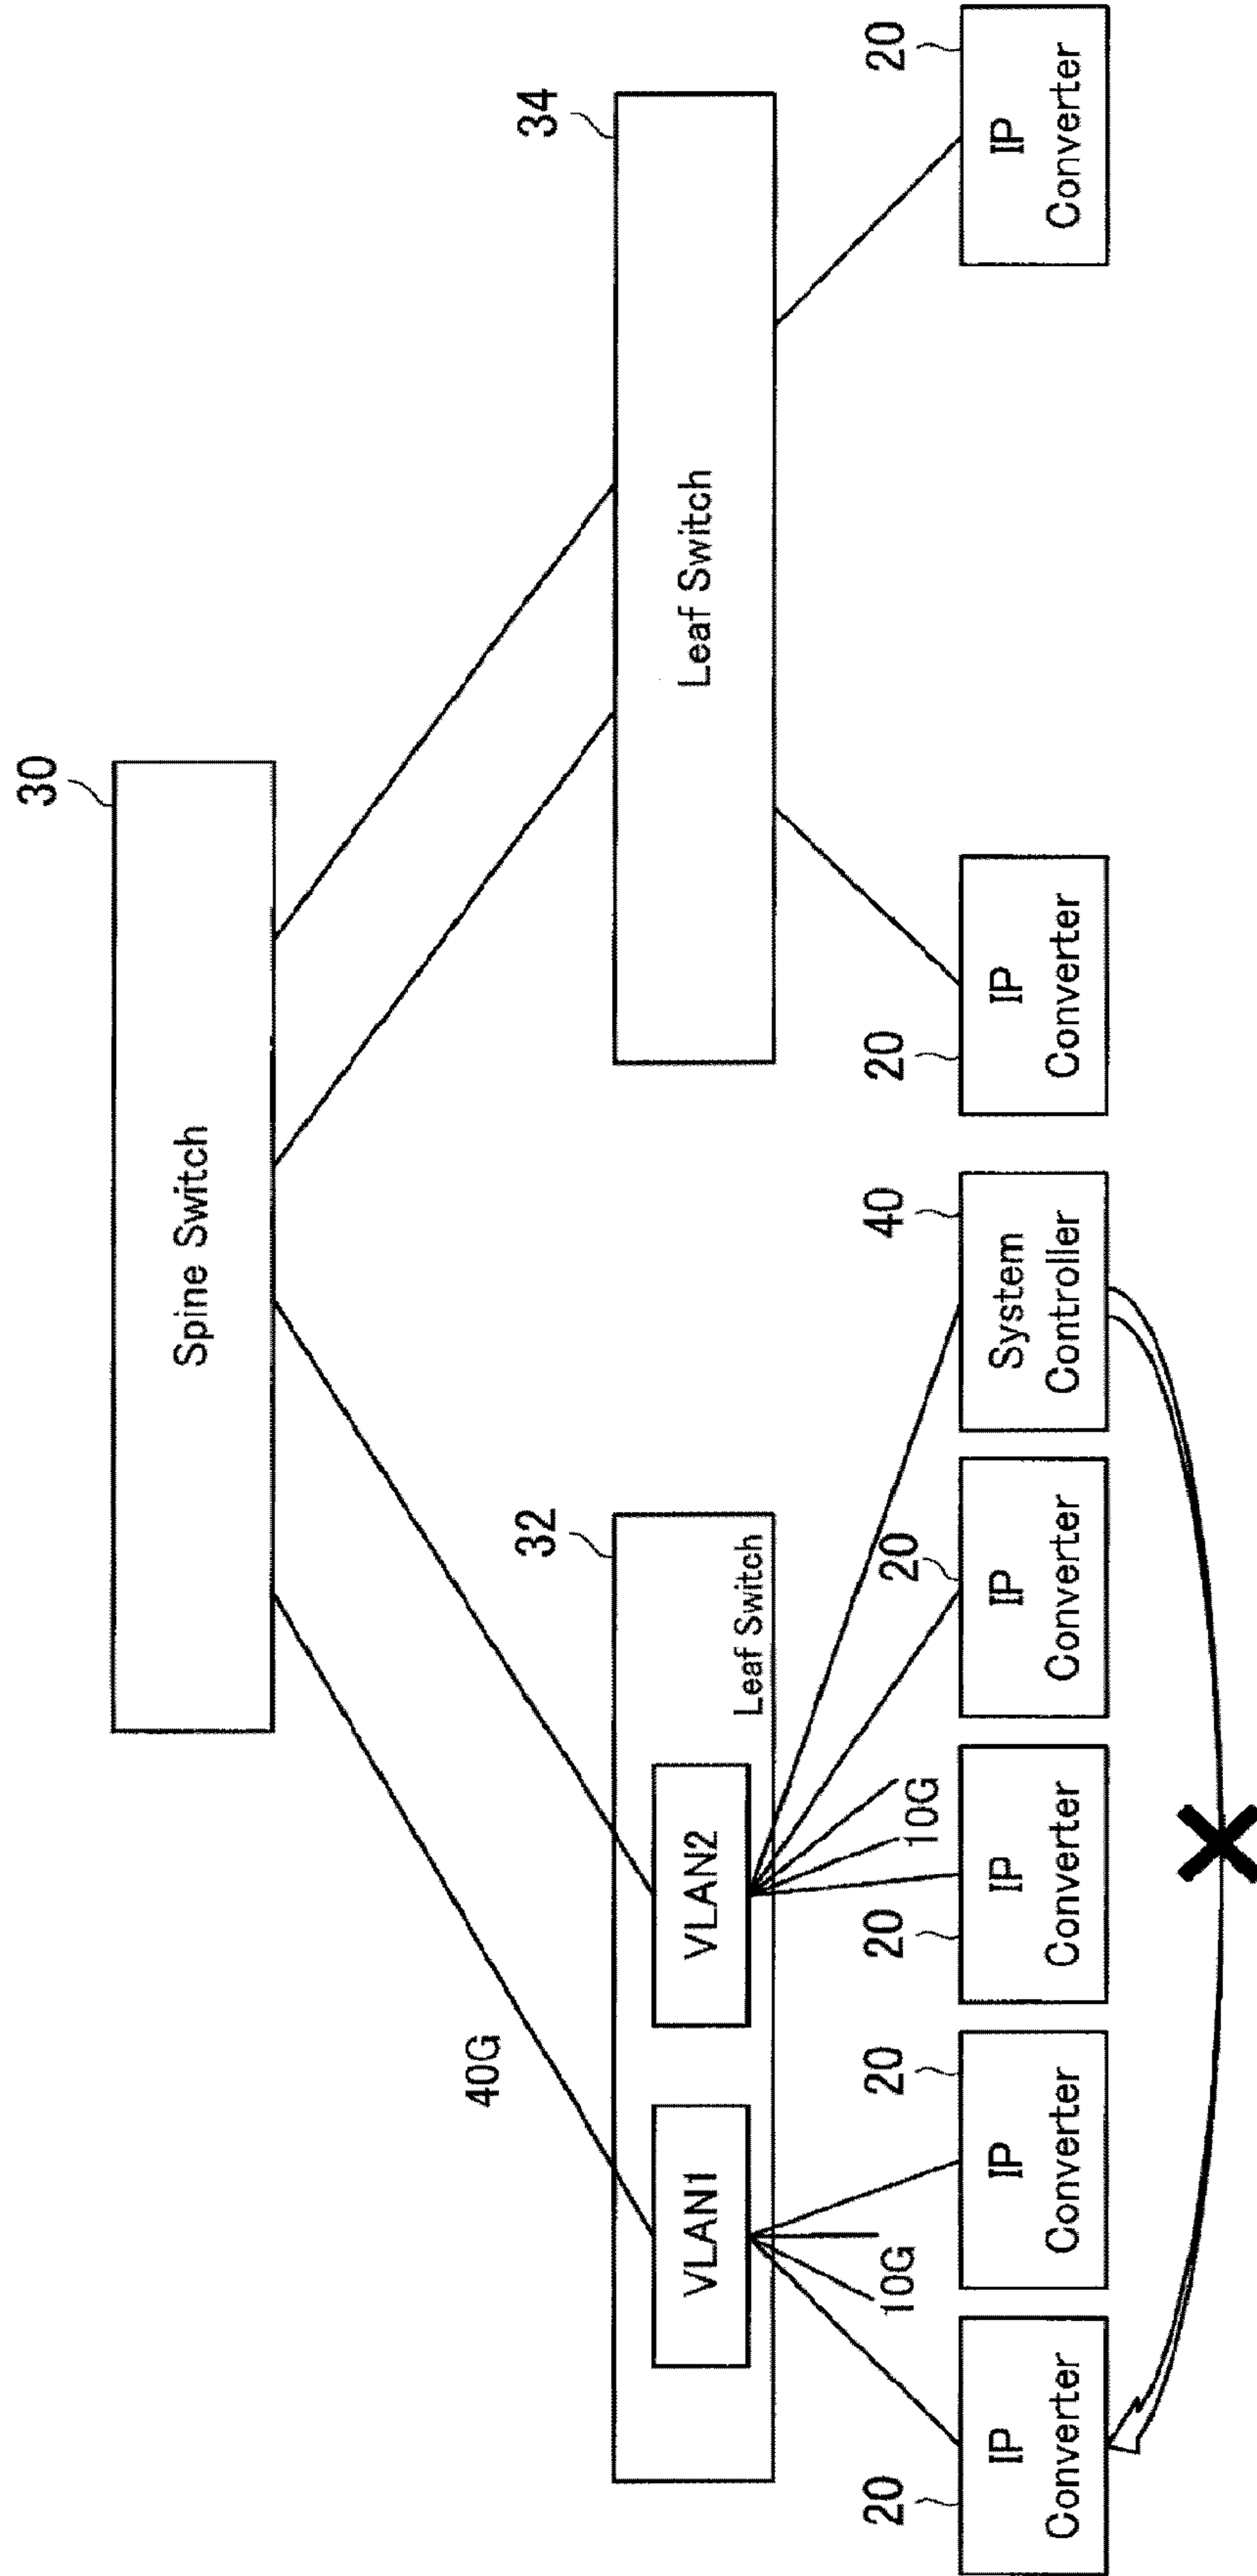 30
Spine Switch
40G
32
34
VLAN1
VLAN2
Leaf Switch
Leaf Switch
10G
10G
20
IP
Converter
20
IP
Converter
20
IP
Converter
20
IP
Converter
40
System
Controller
20
IP
Converter
20
IP
Converter